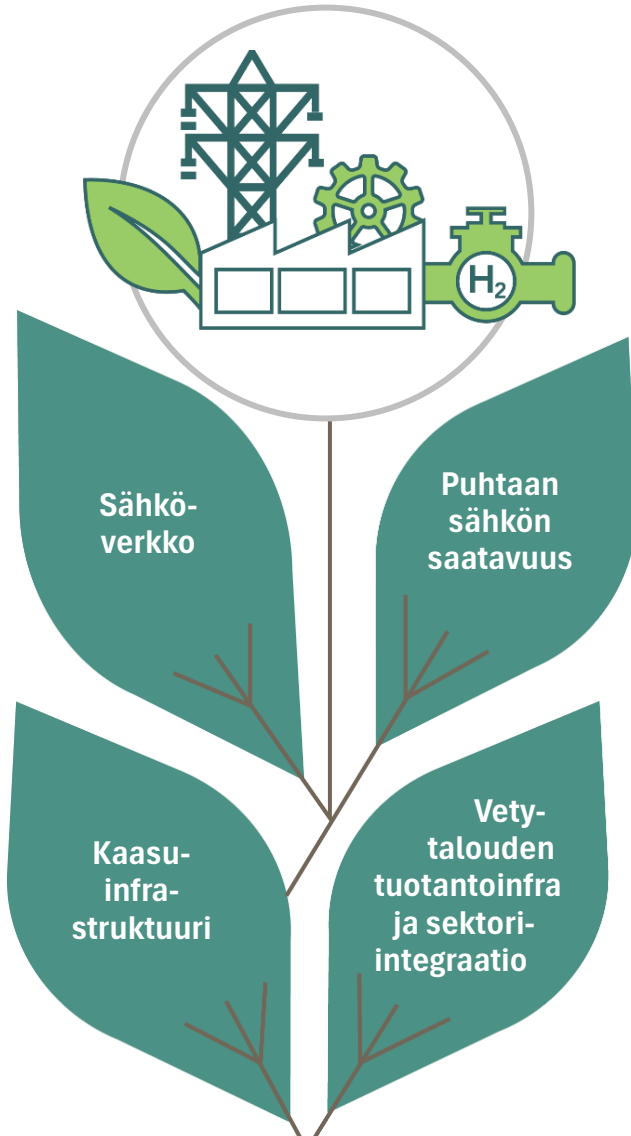 H₂
Sähkö-
verkko
Puhtaan
sähkön
saatavuus
Kaasu-
infra-
struktuuri
Vety-
talouden
tuotantoinfra
ja sektori-
integraatio